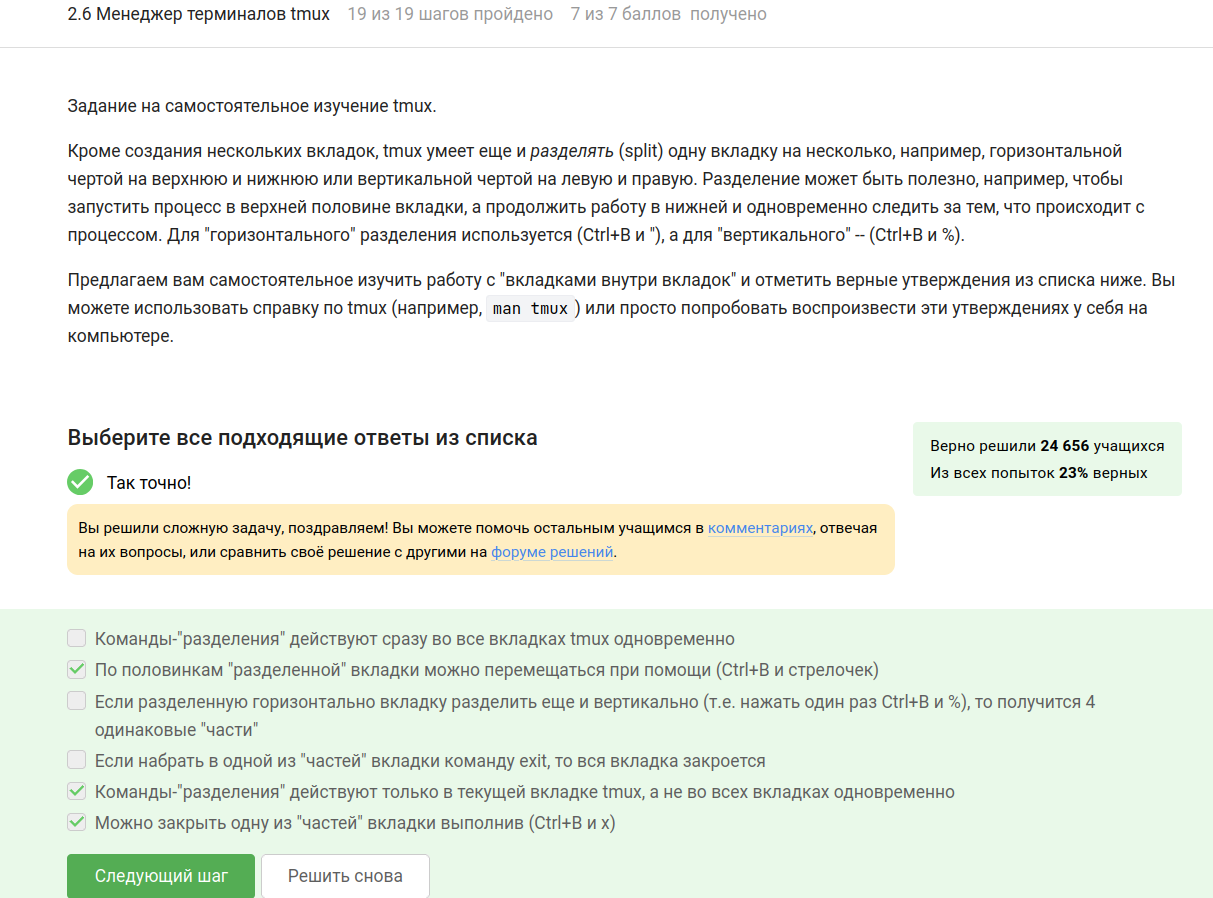 2.6 Менеджер терминалов tmux 19 из 19 шагов пройдено 7 из 7 баллов получено
Задание на самостоятельное изучение tmux.
Кроме создания нескольких вкладок, tmux умеет еще и разделять (split) одну вкладку на несколько, например, горизонтальной
чертой на верхнюю и нижнюю или вертикальной чертой на левую и правую. Разделение может быть полезно, например, чтобы
запустить процесс в верхней половине вкладки, а продолжить работу в нижней и одновременно следить за тем, что происходит с
процессом. Для "горизонтального" разделения используется (Ctrl+B и "), а для "вертикального" -- (Ctrl+B и %).
Предлагаем вам самостоятельное изучить работу с "вкладками внутри вкладок" и отметить верные утверждения из списка ниже. Вы
можете использовать справку по tmux (например, man tmux) или просто попробовать воспроизвести эти утверждениях у себя на
компьютере.
Выберите все подходящие ответы из списка
Верно решили 24 656 учащихся
Из всех попыток 23% верных
Так точно!
Вы решили сложную задачу, поздравляем! Вы можете помочь остальным учащимся в комментариях, отвечая
на их вопросы, или сравнить своё решение с другими на форуме решений.
Команды-"разделения" действуют сразу во все вкладках tmux одновременно
По половинкам "разделенной" вкладки можно перемещаться при помощи (Ctrl+B и стрелочек)
Если разделенную горизонтально вкладку разделить еще и вертикально (т.е. нажать один раз Ctrl+B и %), то получится 4
одинаковые "части"
Если набрать в одной из "частей" вкладки команду exit, то вся вкладка закроется
Команды-"разделения" действуют только в текущей вкладке tmux, а не во всех вкладках одновременно
Можно закрыть одну из "частей" вкладки выполнив (Ctrl+B и x)
Следующий шаг Решить снова